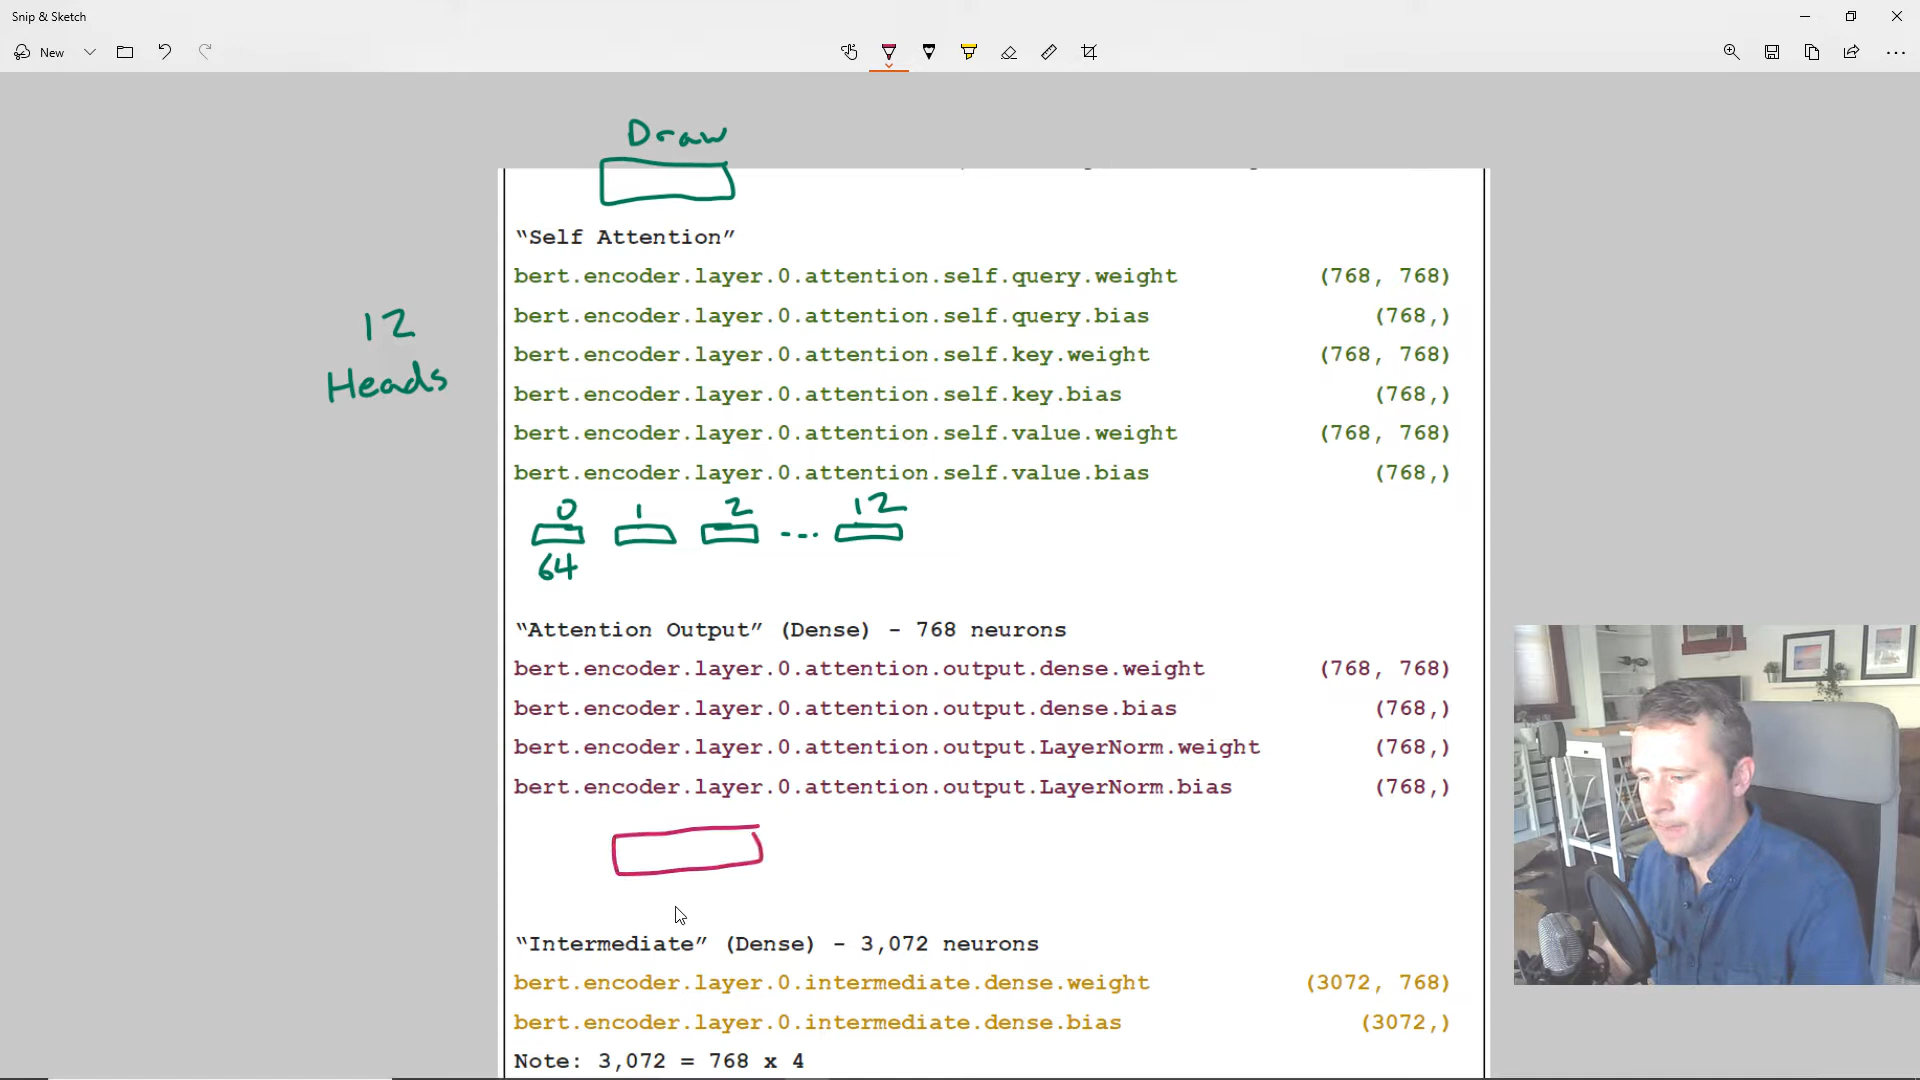 Snip & Sketch
New
Draw
“Self Attention”
bert.encoder.layer.0.attention.self.query.weight (768, 768)
bert.encoder.layer.0.attention.self.query.bias (768,)
bert.encoder.layer.0.attention.self.key.weight (768, 768)
bert.encoder.layer.0.attention.self.key.bias (768,)
bert.encoder.layer.0.attention.self.value.weight (768, 768)
bert.encoder.layer.0.attention.self.value.bias (768,)
12
Heads
0 1 2 ... 12
64
“Attention Output” (Dense) - 768 neurons
bert.encoder.layer.0.attention.output.dense.weight (768, 768)
bert.encoder.layer.0.attention.output.dense.bias (768,)
bert.encoder.layer.0.attention.output.LayerNorm.weight (768,)
bert.encoder.layer.0.attention.output.LayerNorm.bias (768,)
“Intermediate” (Dense) - 3,072 neurons
bert.encoder.layer.0.intermediate.dense.weight (3072, 768)
bert.encoder.layer.0.intermediate.dense.bias (3072,)
Note: 3,072 = 768 x 4